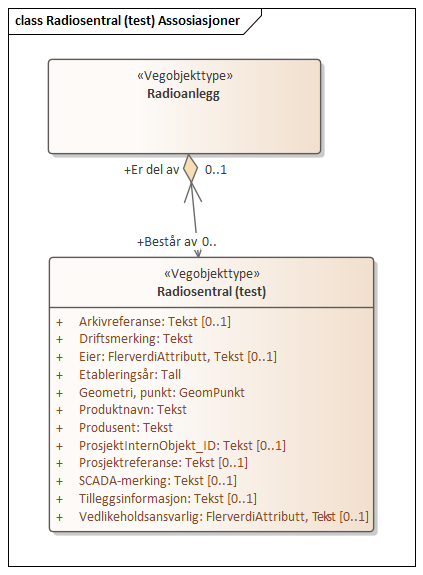 class Radiosentral (test) Assosiasjoner
«Vegobjekttype»
Radioanlegg
+Er del av 0..1
+Består av 0..
«Vegobjekttype»
Radiosentral (test)
+ Arkivreferanse: Tekst [0..1]
+ Driftsmerking: Tekst
+ Eier: FlerverdiAttributt, Tekst [0..1]
+ Etableringsår: Tall
+ Geometri, punkt: GeomPunkt
+ Produktnavn: Tekst
+ Produsent: Tekst
+ ProsjektInternObjekt_ID: Tekst [0..1]
+ Prosjektreferanse: Tekst [0..1]
+ SCADA-merking: Tekst [0..1]
+ Tilleggsinformasjon: Tekst [0..1]
+ Vedlikeholdsansvarlig: FlerverdiAttributt, Tekst [0..1]